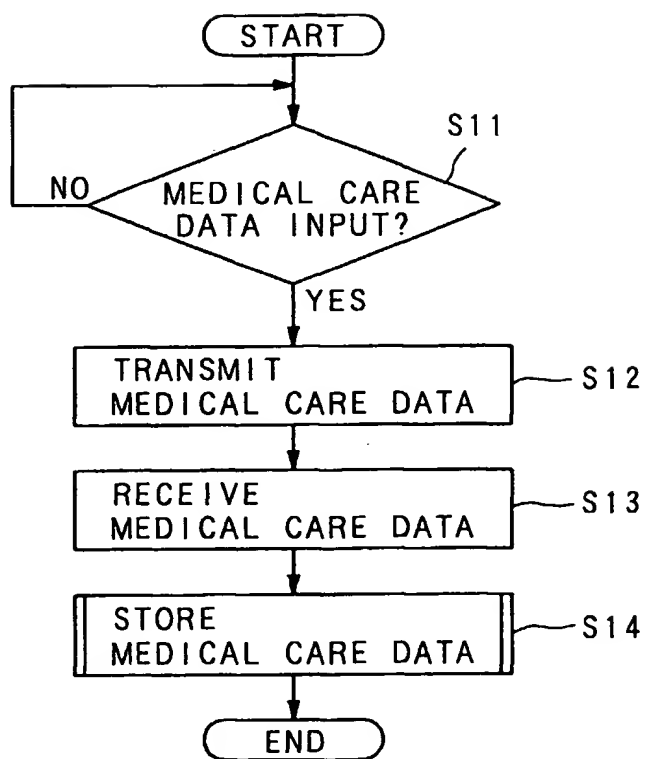 START
S11
NO
MEDICAL CARE
DATA INPUT?
YES
TRANSMIT
MEDICAL CARE DATA
S12
RECEIVE
MEDICAL CARE DATA
S13
STORE
MEDICAL CARE DATA
S14
END